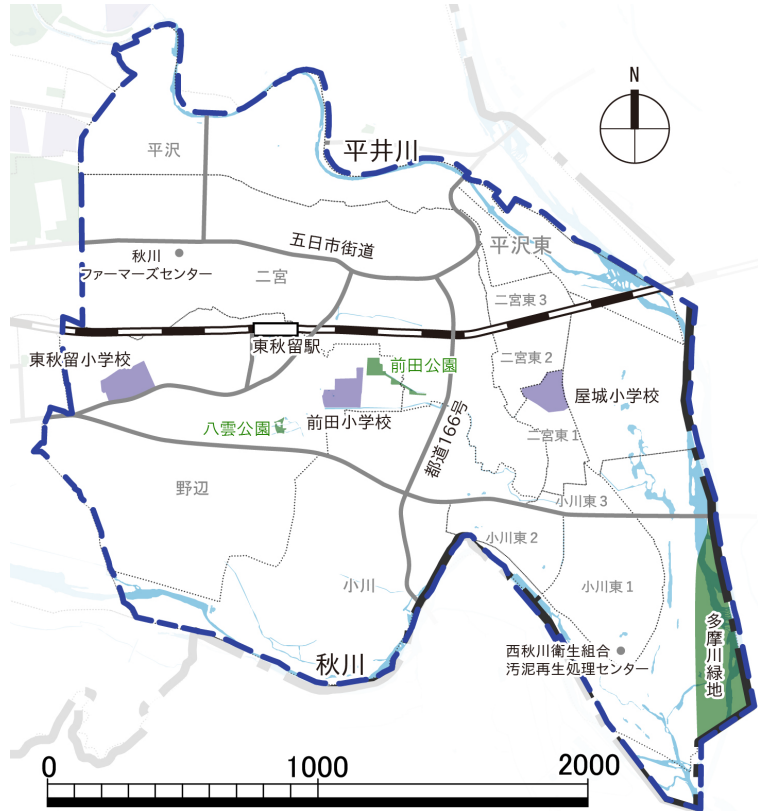 N
平沢
平井川
五日市街道
平沢東
秋川
ファーマーズセンター
二宮
二宮東3
東秋留駅
二宮東2
東秋留小学校
前田公園
屋城小学校
前田小学校
八雲公園
都道166号
二宮東1
野辺
小川東3
小川東2
小川
小川東1
多摩川緑地
西秋川衛生組合
汚泥再生処理センター
秋川
0
1000
2000